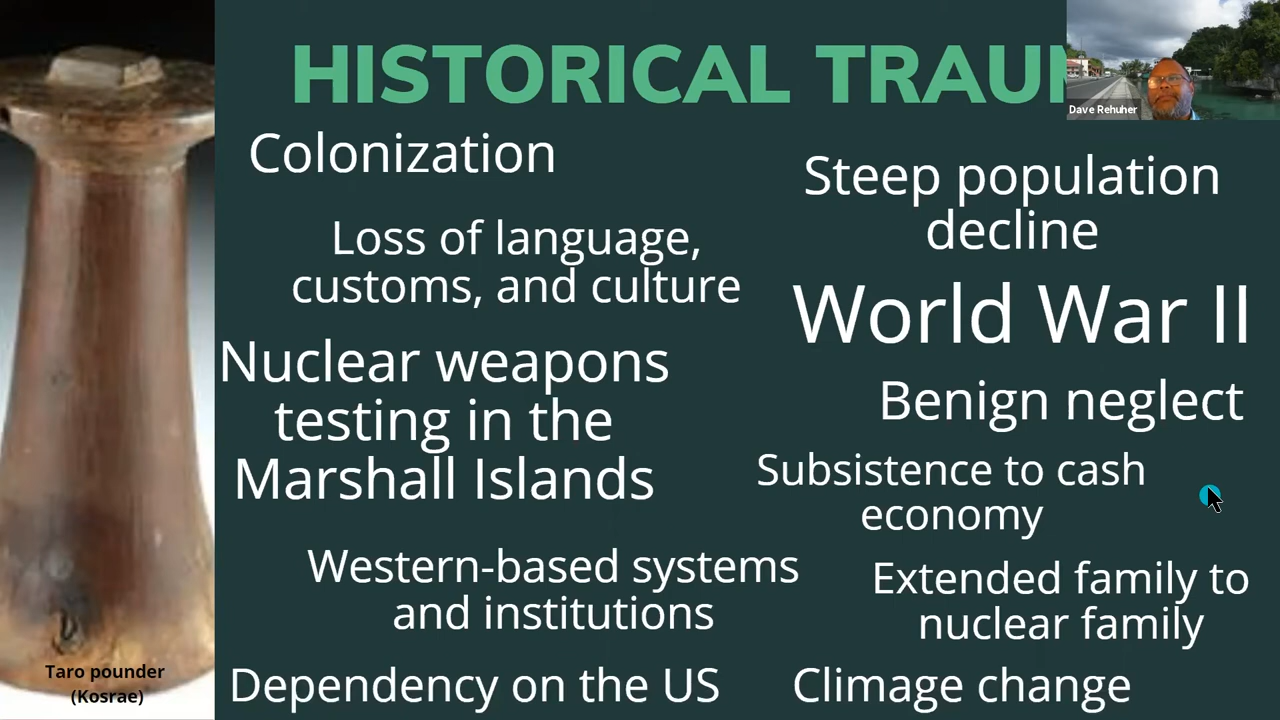 HISTORICAL TRAUM
Dave Rehuher
Colonization
Loss of language,
customs, and culture
Nuclear weapons
testing in the
Marshall Islands
Western-based systems
and institutions
Dependency on the US
Steep population
decline
World War II
Benign neglect
Subsistence to cash
economy
Extended family to
nuclear family
Climage change
Taro pounder
(Kosrae)